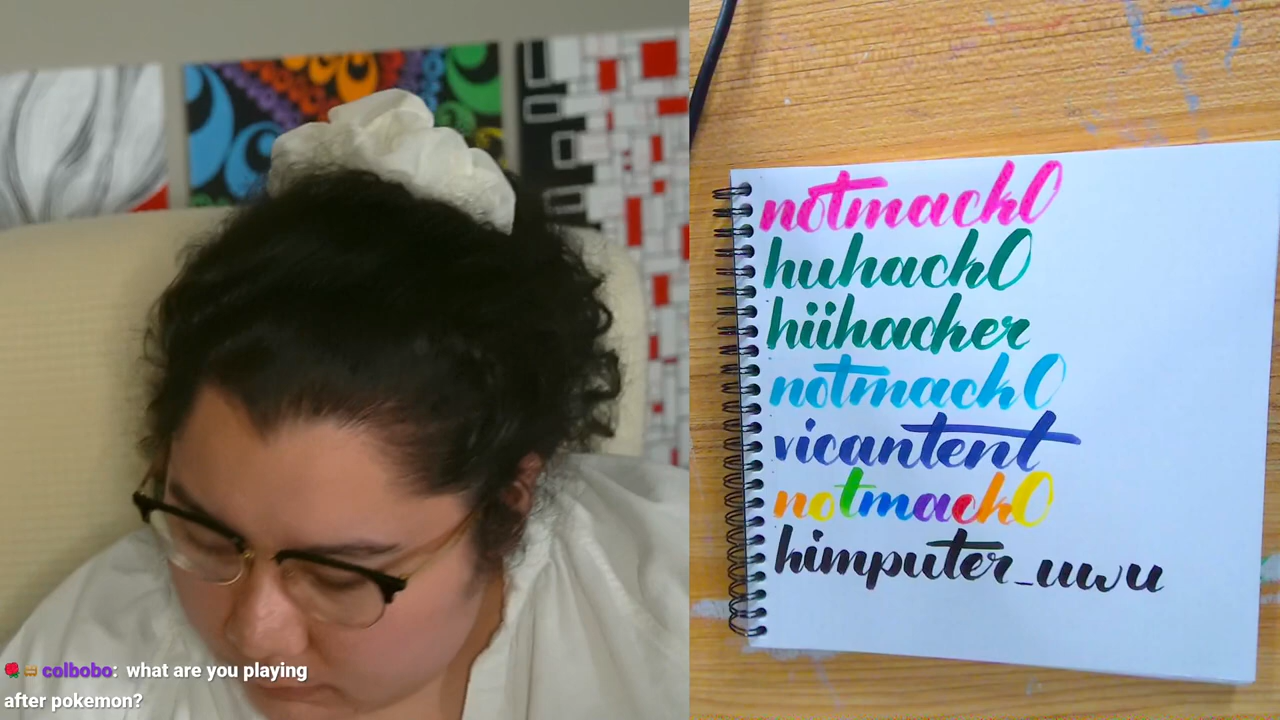 colbobo: what are you playing
after pokemon?
notmack0
huhack0
hiihacker
notmack0
vicantent
notmack0
himputer_uwu